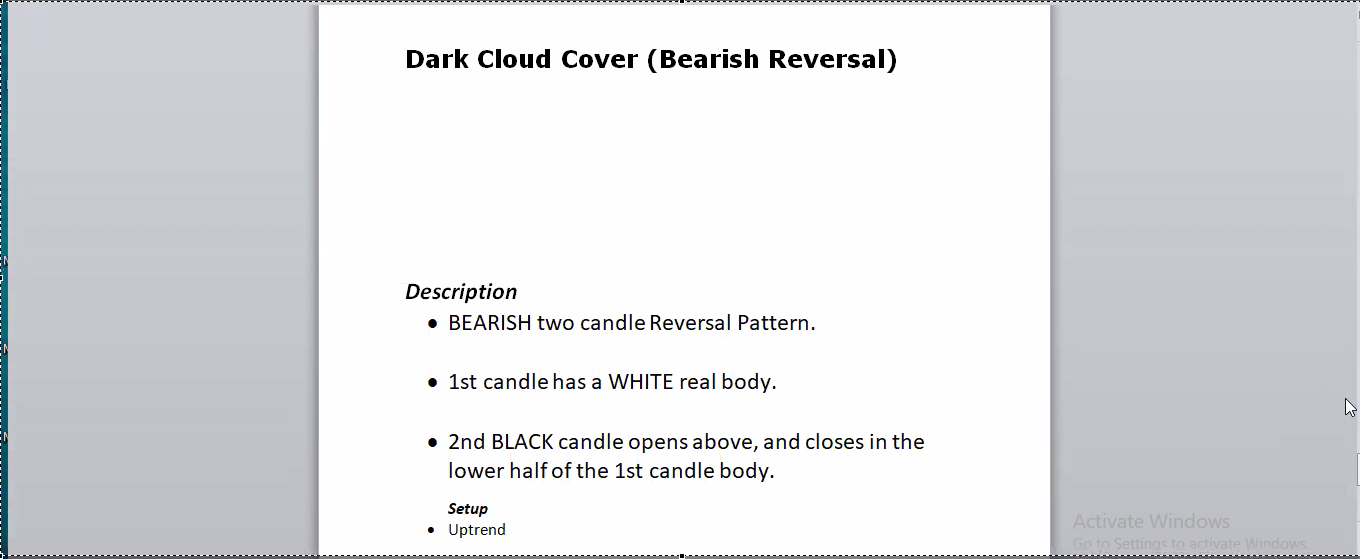 Dark Cloud Cover (Bearish Reversal)
Description
• BEARISH two candle Reversal Pattern.
• 1st candle has a WHITE real body.
• 2nd BLACK candle opens above, and closes in the
lower half of the 1st candle body.
Setup
• Uptrend
Activate Windows
Go to Settings to activate Windows.